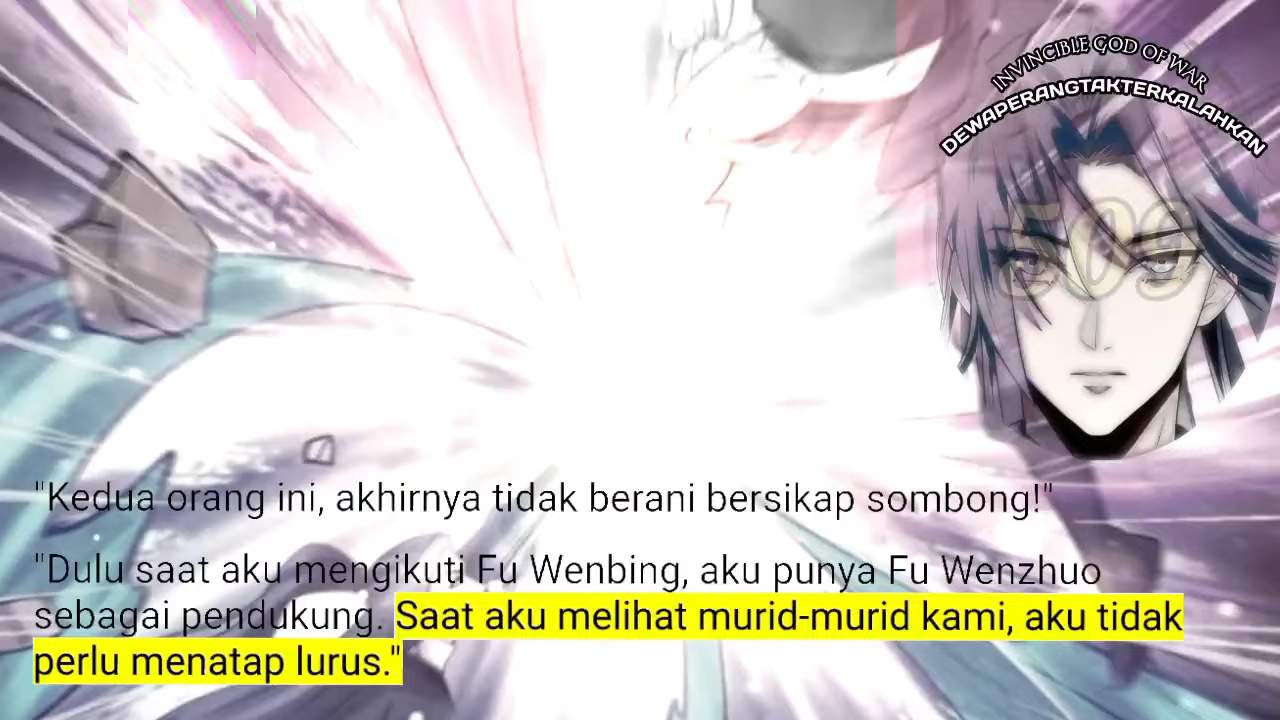 INVINCIBLE GOD OF WAR
DEWAPERANGTAKTERKALAHKAN
509
"Kedua orang ini, akhirnya tidak berani bersikap sombong!"
"Dulu saat aku mengikuti Fu Wenbing, aku punya Fu Wenzhuo
sebagai pendukung. Saat aku melihat murid-murid kami, aku tidak
perlu menatap lurus."